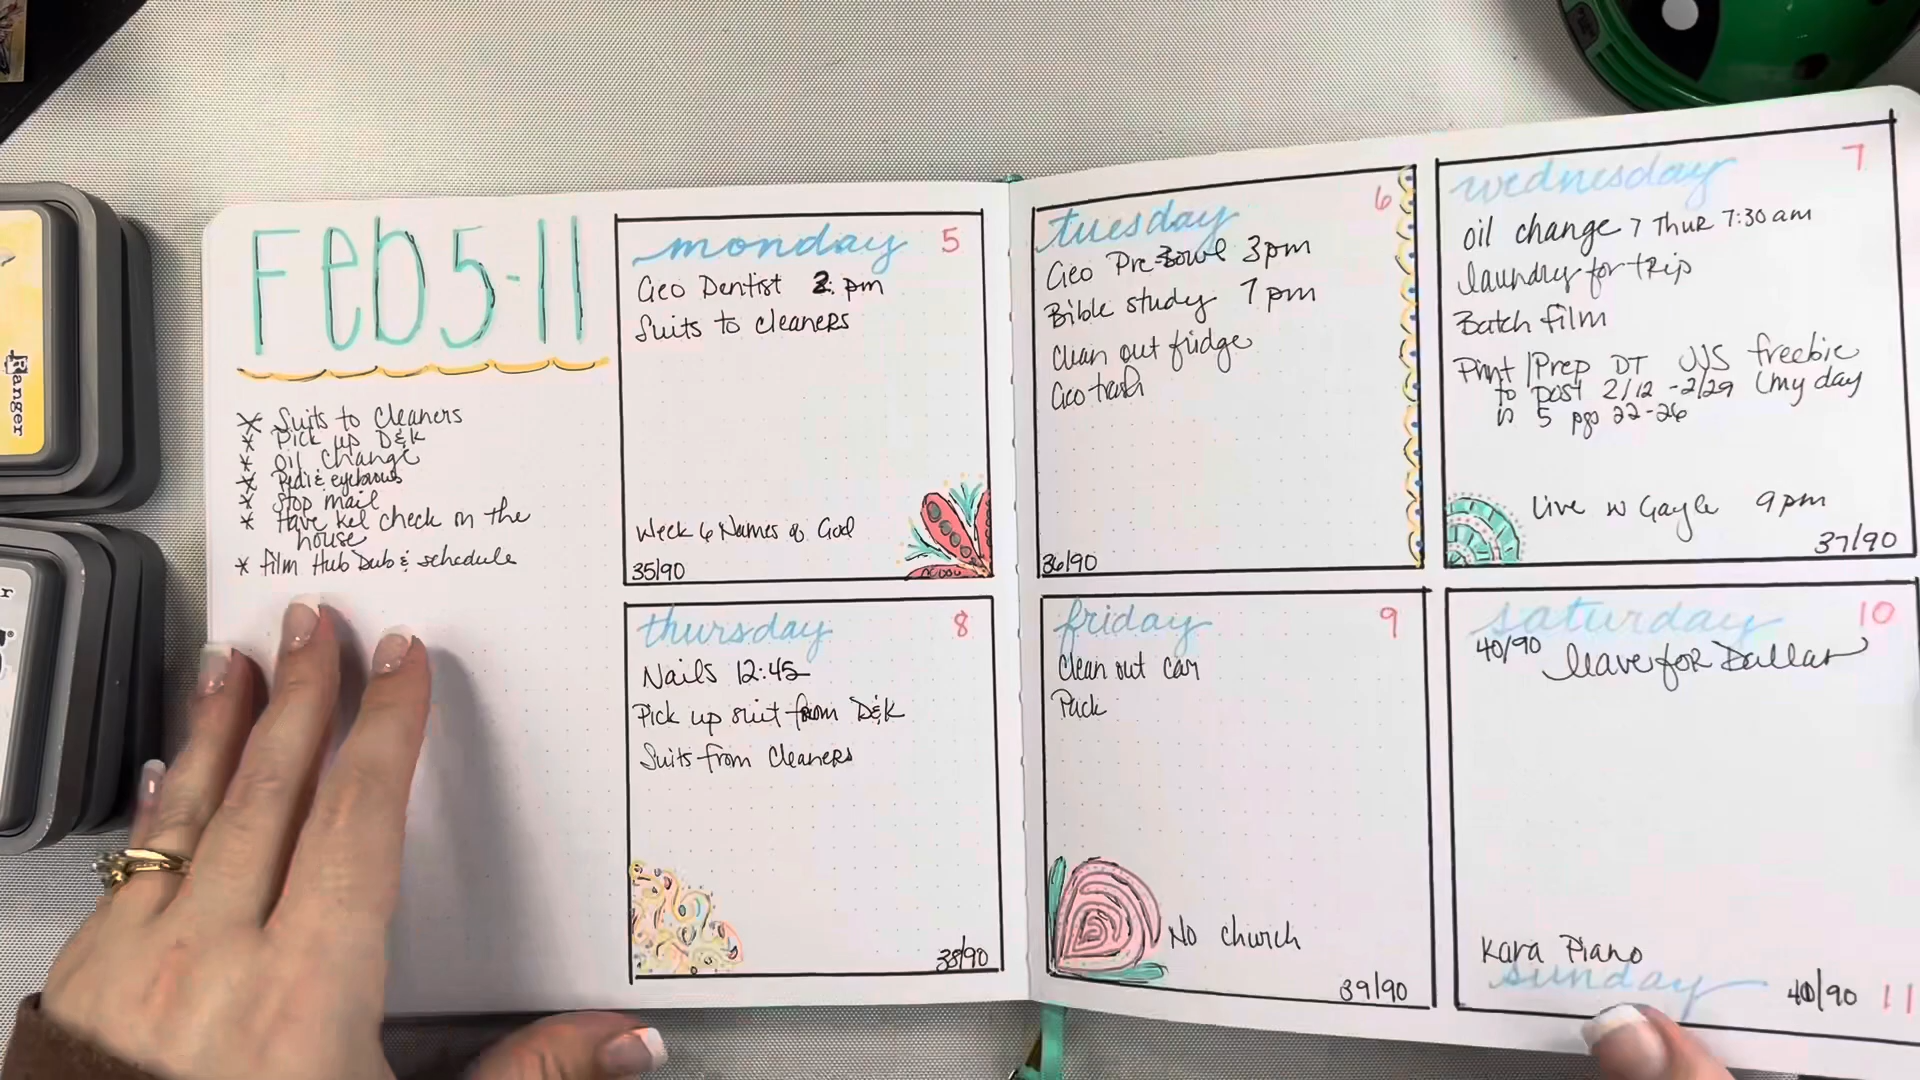 Ranger
Feb 5-11
* Suits to Cleaners
* Pick up D&K
* Oil Change
* Pedi & eyebrows
* Stop mail
* Have Kel check on the
house
* Film Hub Dub & schedule
monday 5
Geo Dentist 2: pm
Suits to cleaners
Week 6 Names of God
35/90
tuesday 6
Geo Pre- 3pm
Bible study 7 pm
Clean out fridge
Geo trash
36/90
wednesday 7
oil change 7 Thur 7:30 am
laundry for trip
Batch film
Print/Prep DT JJS freebie
to post 2/12 - 2/29 (my day
is 5 pgs 22-26
Live w Gayle 9pm
37/90
thursday 8
Nails 12:45
Pick up suit from D&K
Suits from Cleaners
38/90
friday 9
Clean out car
Pack
No church
39/90
saturday 10
40/90 leave for Dallas
Kara Piano
sunday /90 11